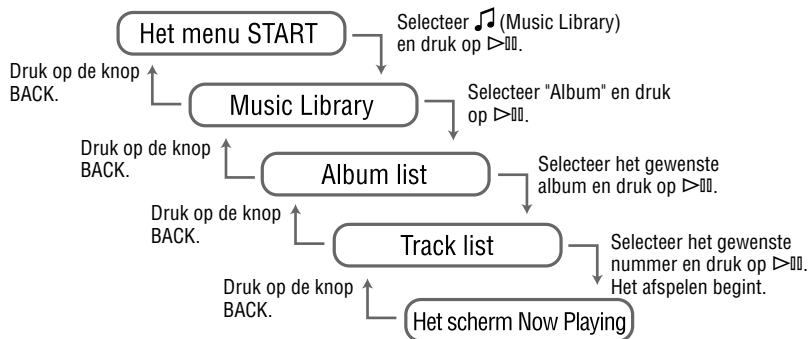 Het menu START
Selecteer ♫ (Music Library)
en druk op ▷II.
Druk op de knop
BACK.
Music Library
Selecteer "Album" en druk
op ▷II.
Druk op de knop
BACK.
Album list
Selecteer het gewenste
album en druk op ▷II.
Druk op de knop
BACK.
Track list
Selecteer het gewenste
nummer en druk op ▷II.
Het afspelen begint.
Druk op de knop
BACK.
Het scherm Now Playing